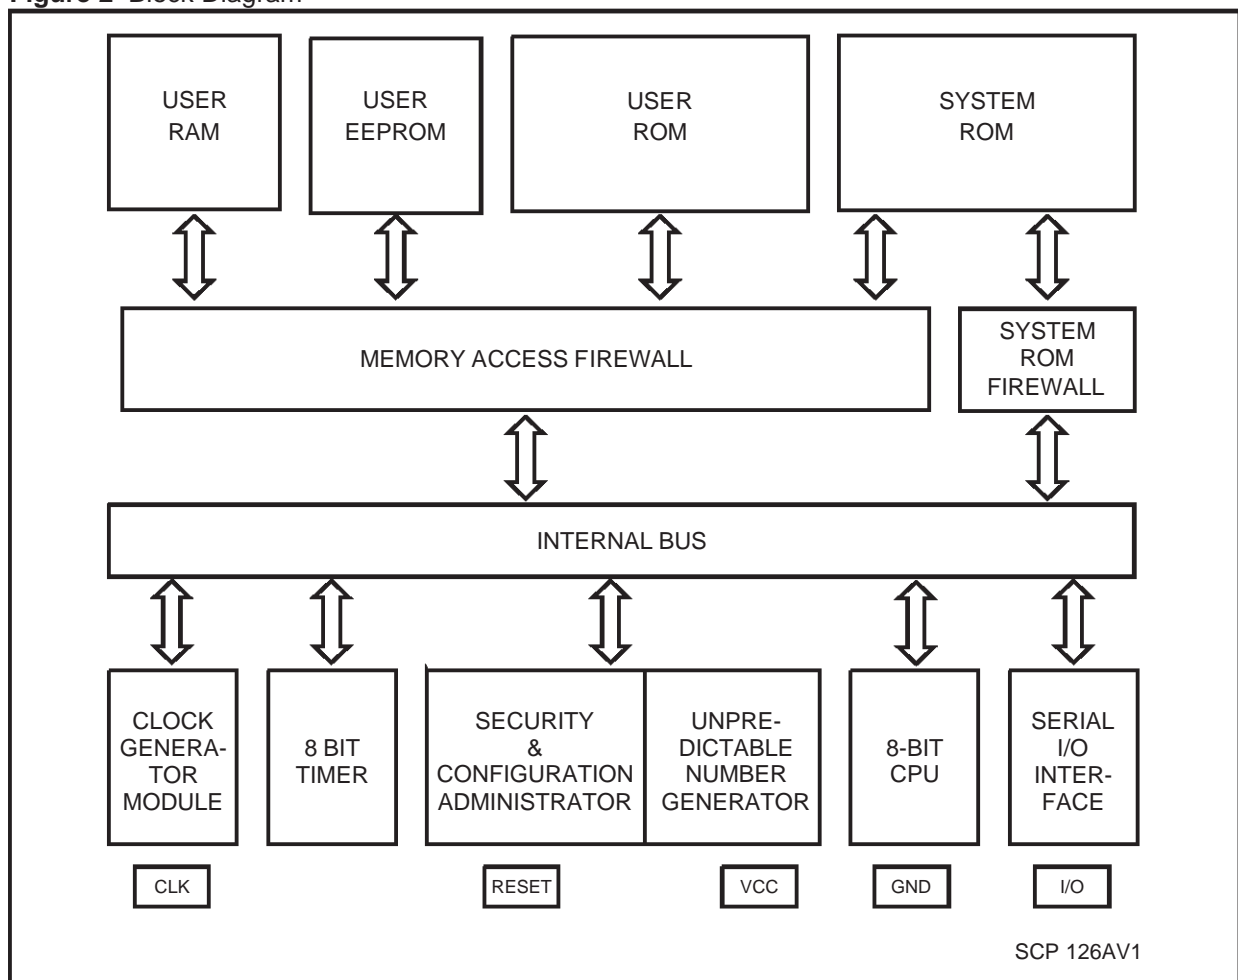 Figure 2 Block Diagram
USER
RAM
USER
EEPROM
USER
ROM
SYSTEM
ROM
MEMORY ACCESS FIREWALL
SYSTEM
ROM
FIREWALL
INTERNAL BUS
CLOCK
GENERA-
TOR
MODULE
8 BIT
TIMER
SECURITY
&
CONFIGURATION
ADMINISTRATOR
UNPRE-
DICTABLE
NUMBER
GENERATOR
8-BIT
CPU
SERIAL
I/O
INTER-
FACE
CLK
RESET
VCC
GND
I/O
SCP 126AV1